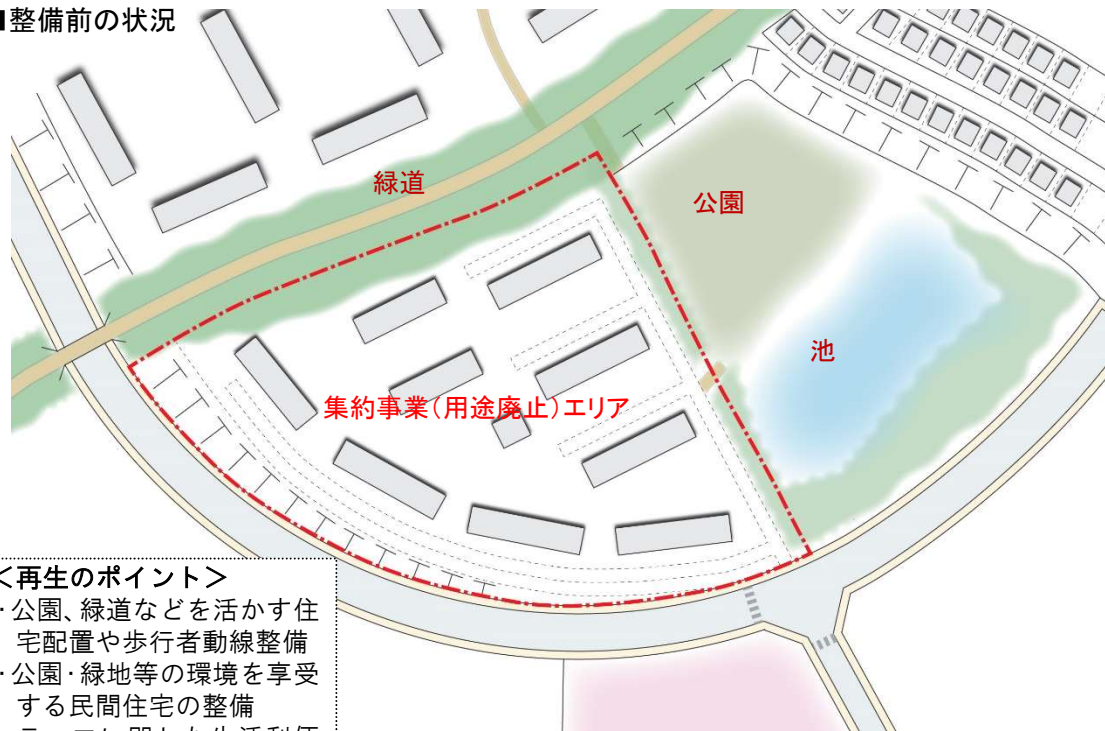 ■整備前の状況
緑道
公園
池
集約事業(用途廃止)エリア
<再生のポイント>
・公園、緑道などを活かす住
宅配置や歩行者動線整備
・公園・緑地等の環境を享受
する民間住宅の整備